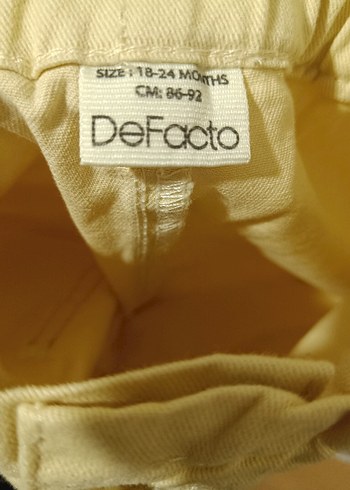 SIZE : 18-24 MONTHS
CM: 86-92
DeFacto